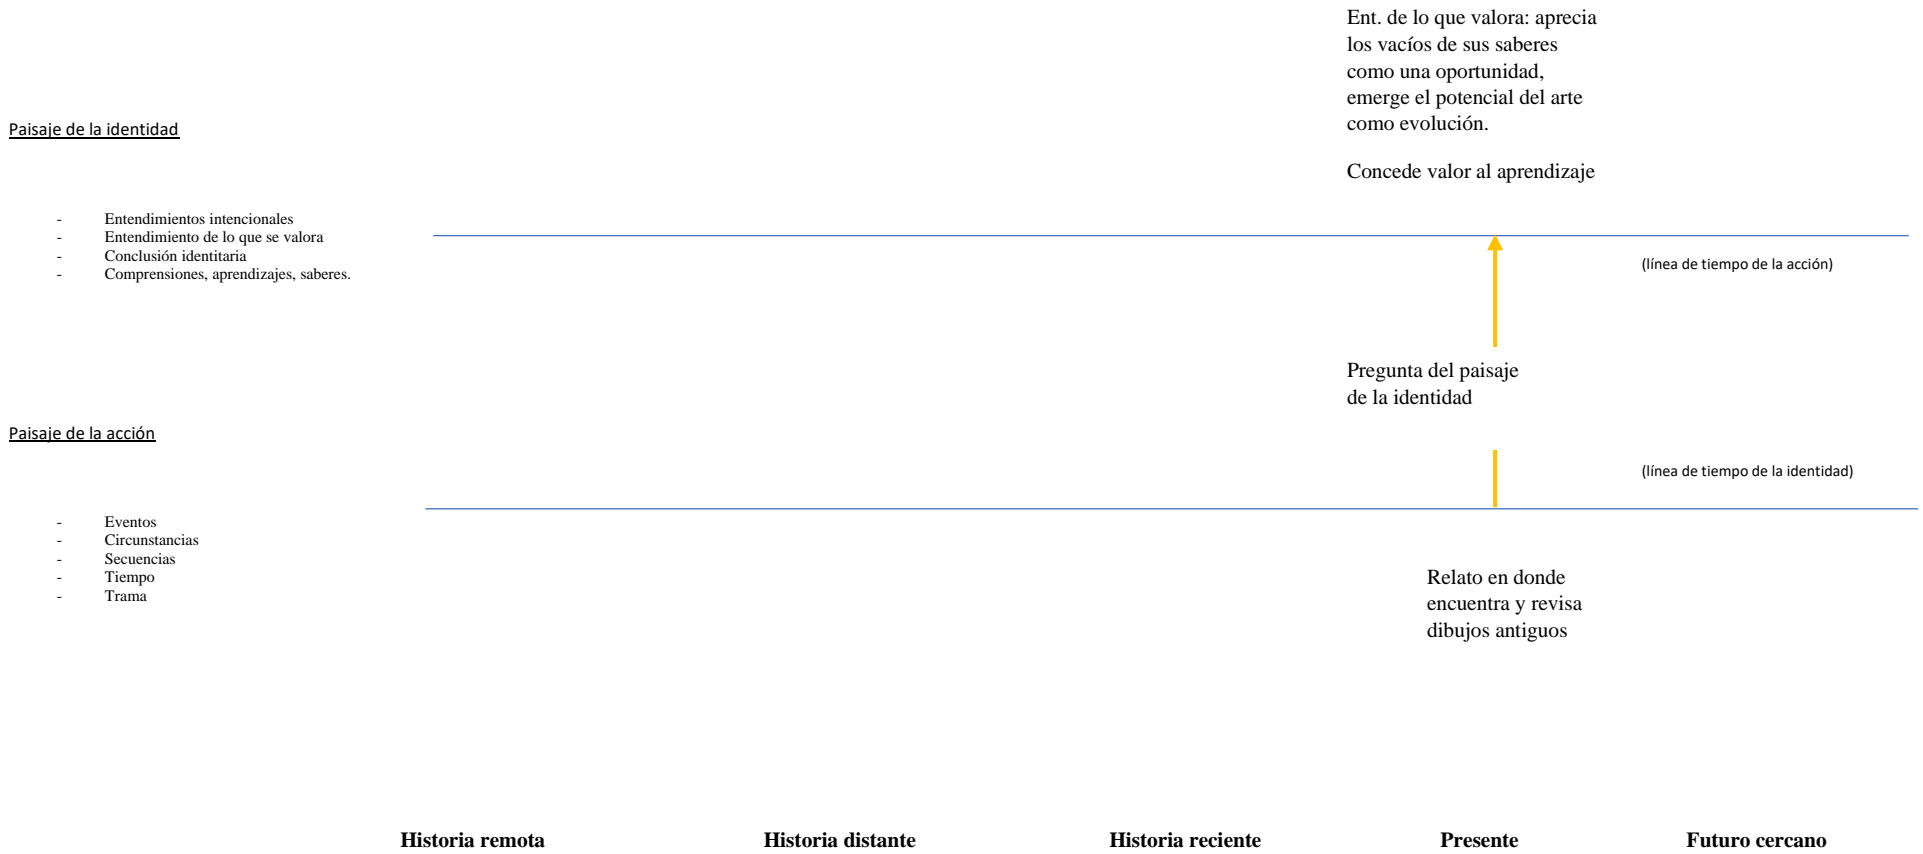 Ent. de lo que valora: aprecia
los vacíos de sus saberes
como una oportunidad,
emerge el potencial del arte
como evolución.
Paisaje de la identidad
Concede valor al aprendizaje
- Entendimientos intencionales
- Entendimiento de lo que se valora
- Conclusión identitaria
- Comprensiones, aprendizajes, saberes.
(línea de tiempo de la acción)
Pregunta del paisaje
de la identidad
Paisaje de la acción
(línea de tiempo de la identidad)
- Eventos
- Circunstancias
- Secuencias
- Tiempo
- Trama
Relato en donde
encuentra y revisa
dibujos antiguos
Historia remota Historia distante Historia reciente Presente Futuro cercano